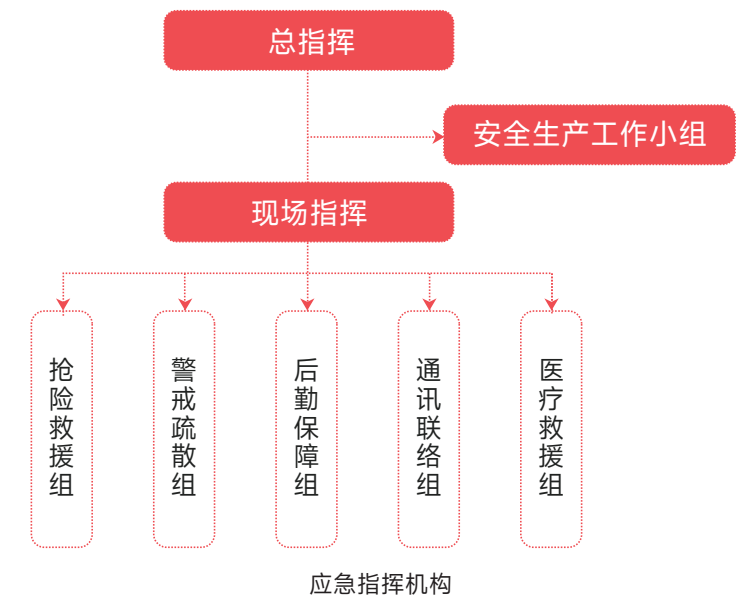 总指挥
安全生产工作小组
现场指挥
抢险救援组
警戒疏散组
后勤保障组
通讯联络组
医疗救援组
应急指挥机构